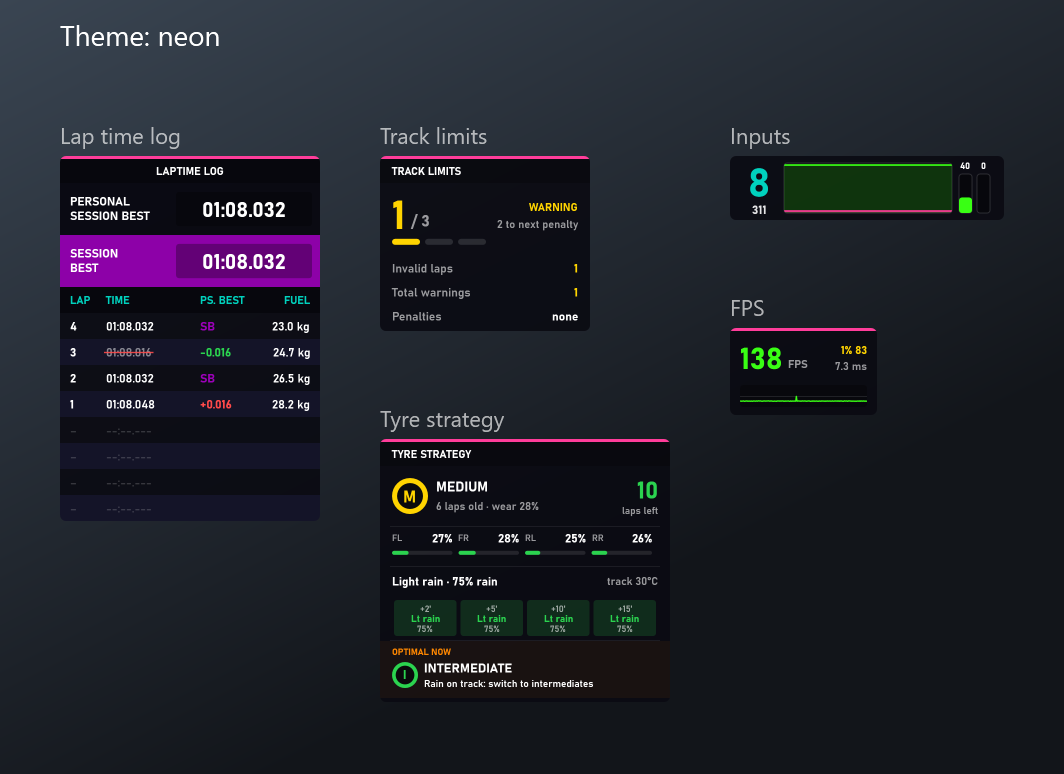 Theme: neon
Lap time log
LAPTIME LOG
PERSONAL
SESSION BEST
01:08.032
SESSION
BEST
01:08.032
LAP TIME PS. BEST FUEL
4 01:08.032 SB 23.0 kg
3 01:08.016 -0.016 24.7 kg
2 01:08.032 SB 26.5 kg
1 01:08.048 +0.016 28.2 kg
– --:--.---
– --:--.---
– --:--.---
– --:--.---
Track limits
TRACK LIMITS
1 / 3
WARNING
2 to next penalty
Invalid laps 1
Total warnings 1
Penalties none
Tyre strategy
TYRE STRATEGY
M
MEDIUM
6 laps old · wear 28%
10
laps left
FL 27% FR 28% RL 25% RR 26%
Light rain · 75% rain track 30°C
+2' +5' +10' +15'
Lt rain Lt rain Lt rain Lt rain
75% 75% 75% 75%
OPTIMAL NOW
I
INTERMEDIATE
Rain on track: switch to intermediates
Inputs
8
311
40 0
FPS
138 FPS
1% 83
7.3 ms